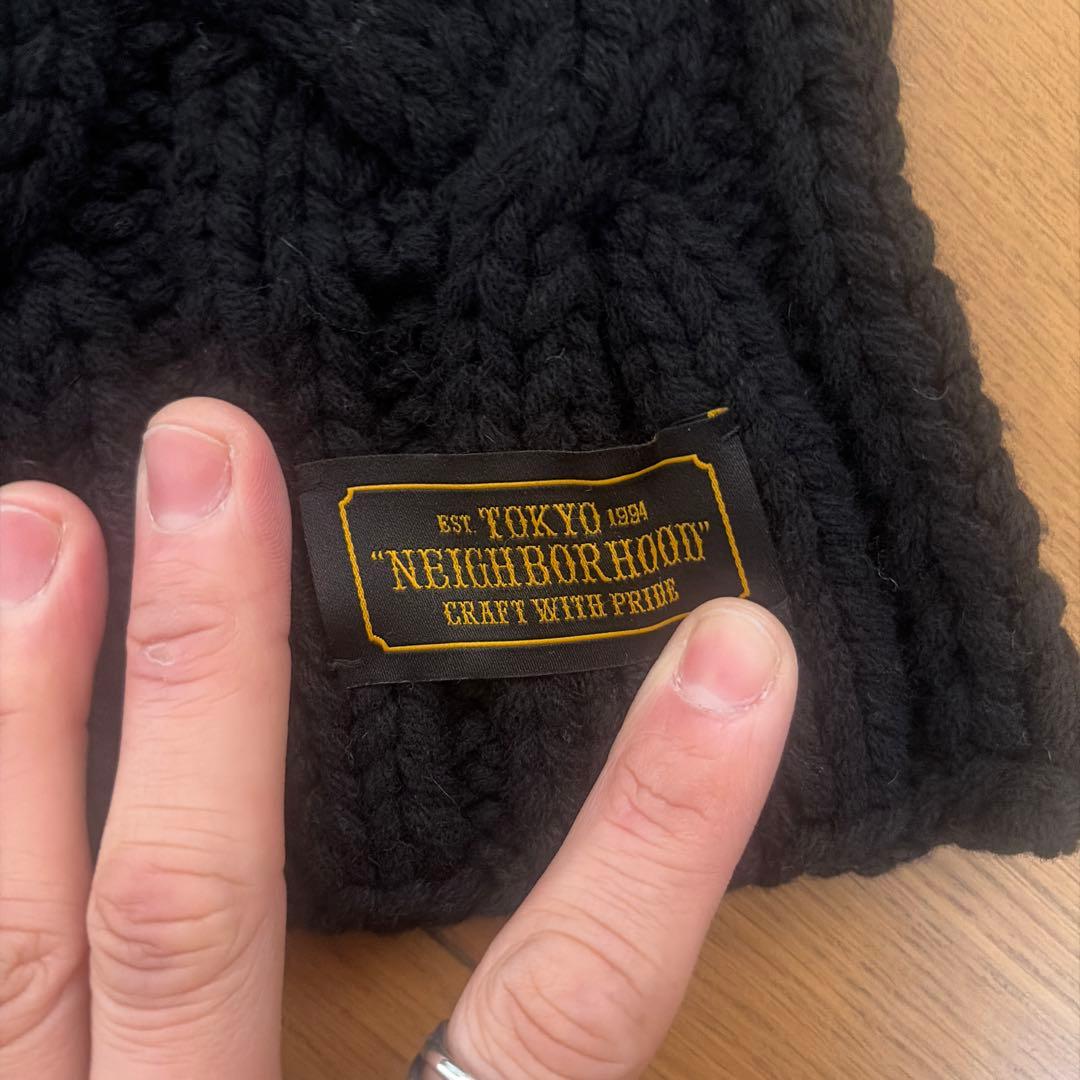 EST. TOKYO 1994
"NEIGHBORHOOD"
CRAFT WITH PRIDE